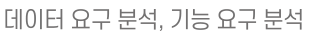 데이터 요구 분석, 기능 요구 분석